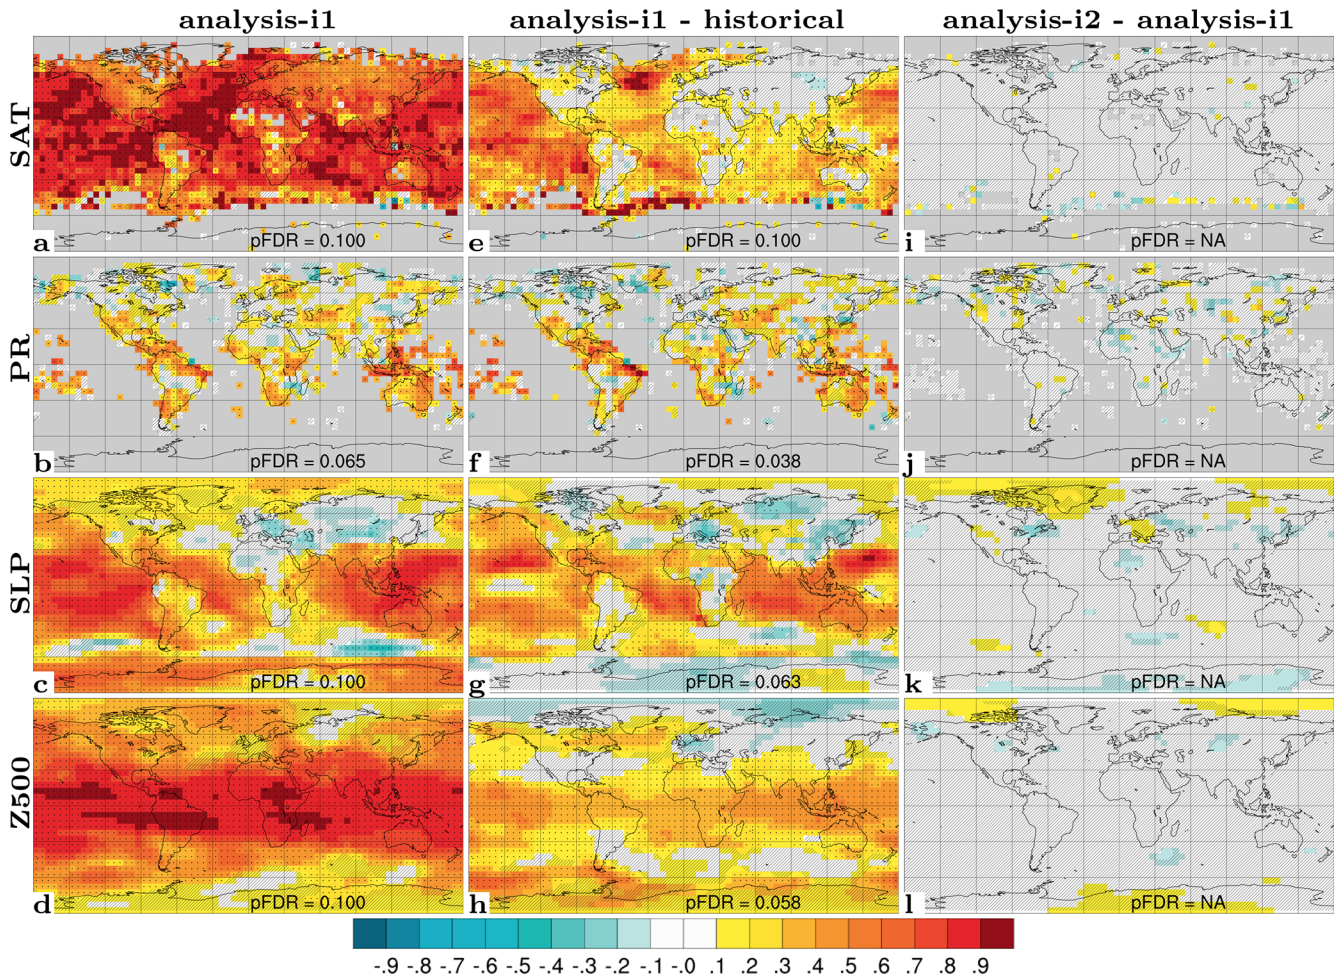 analysis-i1 analysis-i1 - historical analysis-i2 - analysis-i1
SAT
a pFDR = 0.100 e pFDR = 0.100 i pFDR = NA
PR
b pFDR = 0.065 f pFDR = 0.038 j pFDR = NA
SLP
c pFDR = 0.100 g pFDR = 0.063 k pFDR = NA
Z500
d pFDR = 0.100 h pFDR = 0.058 l pFDR = NA
-.9 -.8 -.7 -.6 -.5 -.4 -.3 -.2 -.1 -.0 .1 .2 .3 .4 .5 .6 .7 .8 .9